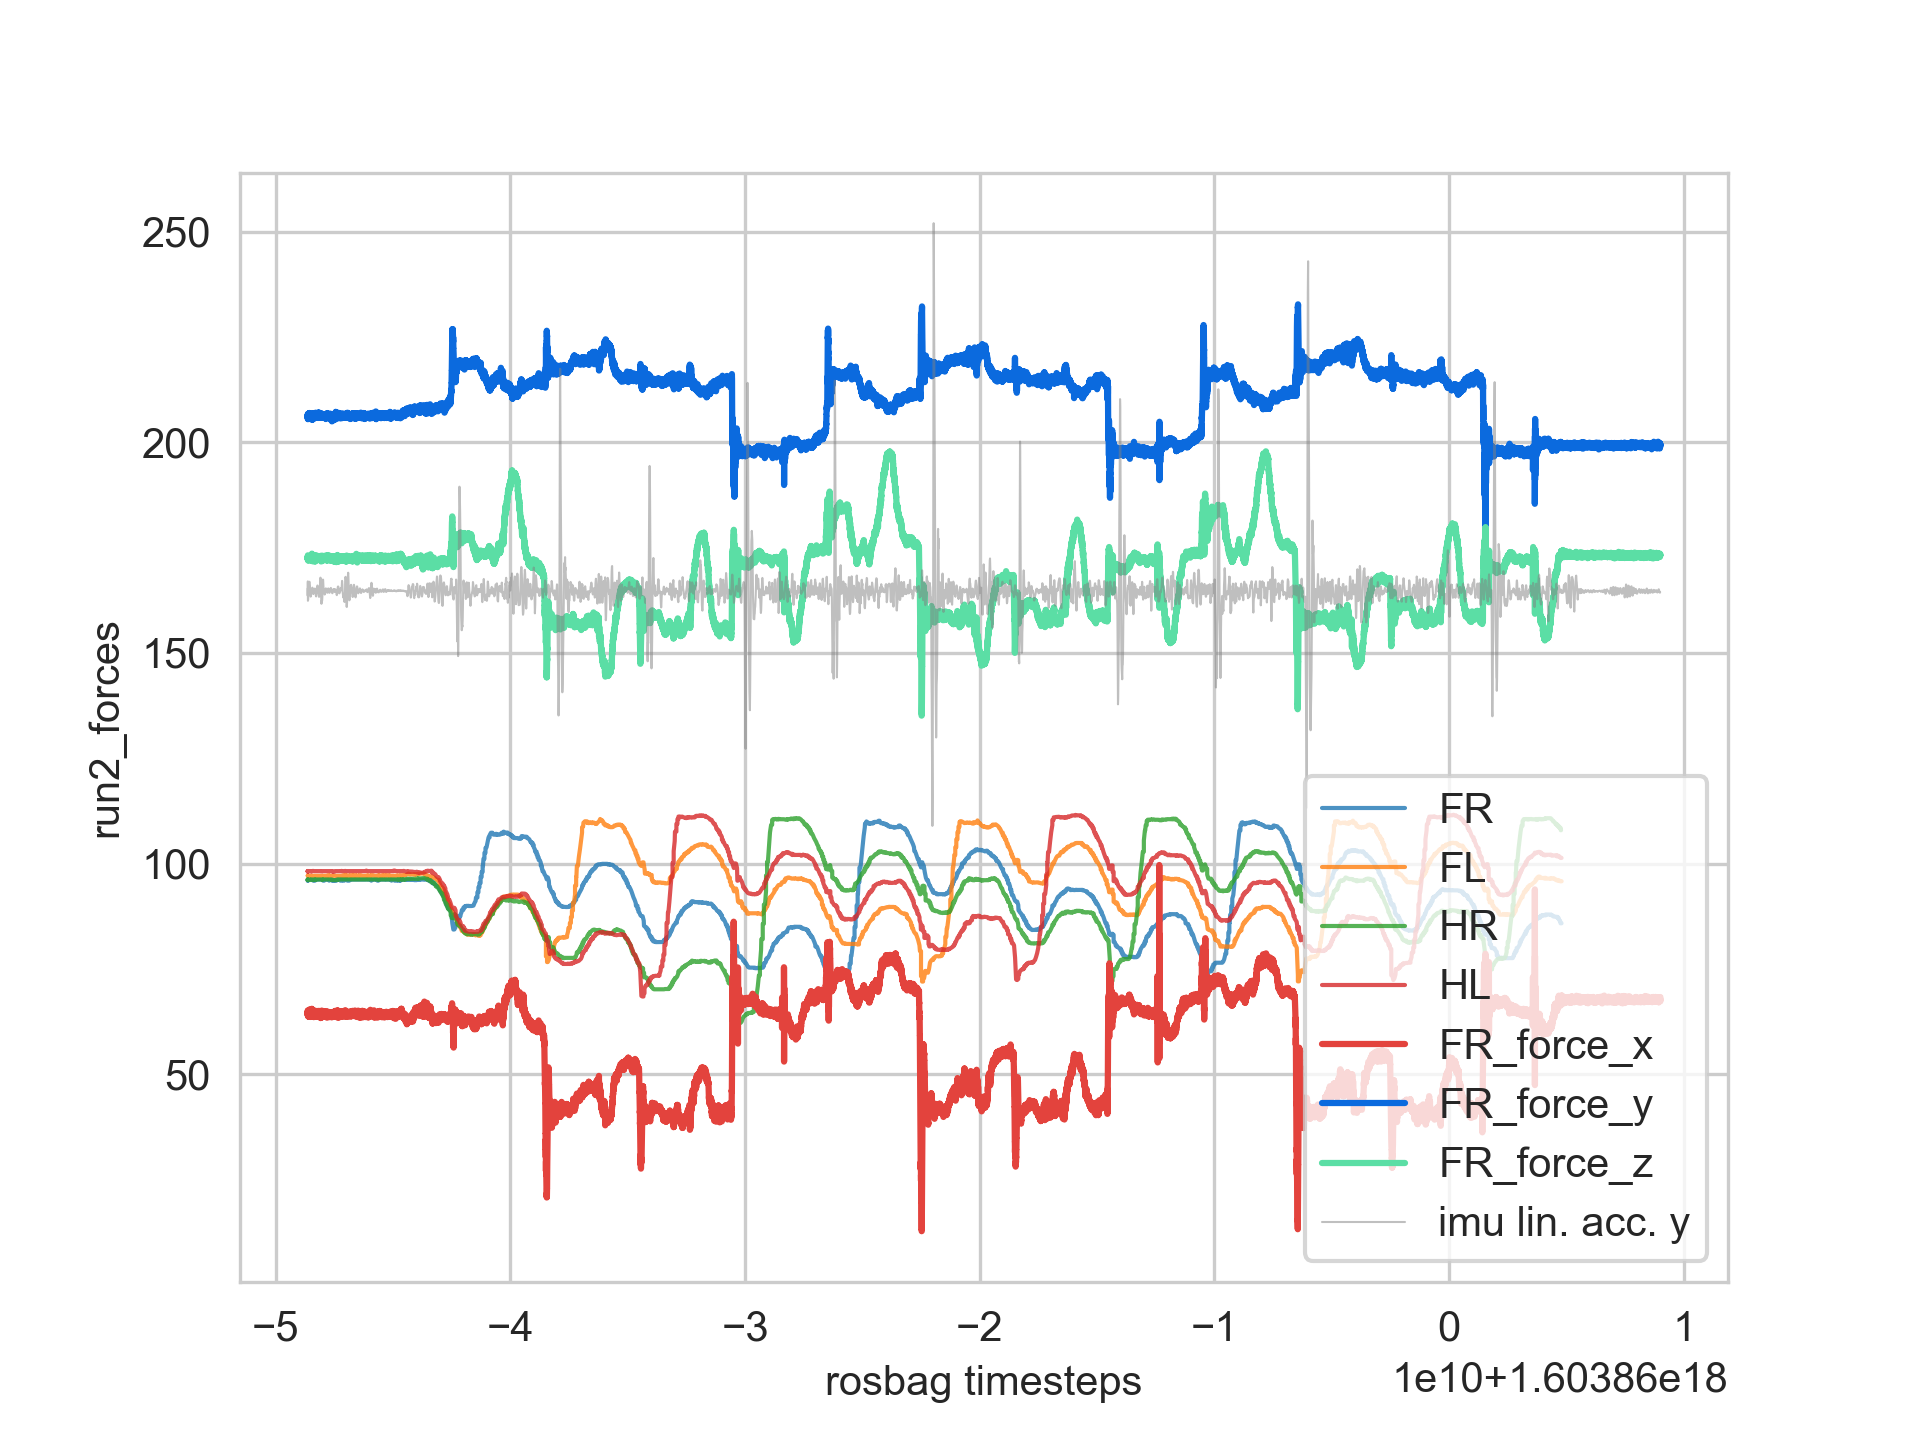 250
200
150
100
50
run2_forces
FR
FL
HR
HL
FR_force_x
FR_force_y
FR_force_z
imu lin. acc. y
−5 −4 −3 −2 −1 0 1
rosbag timesteps
1e10+1.60386e18